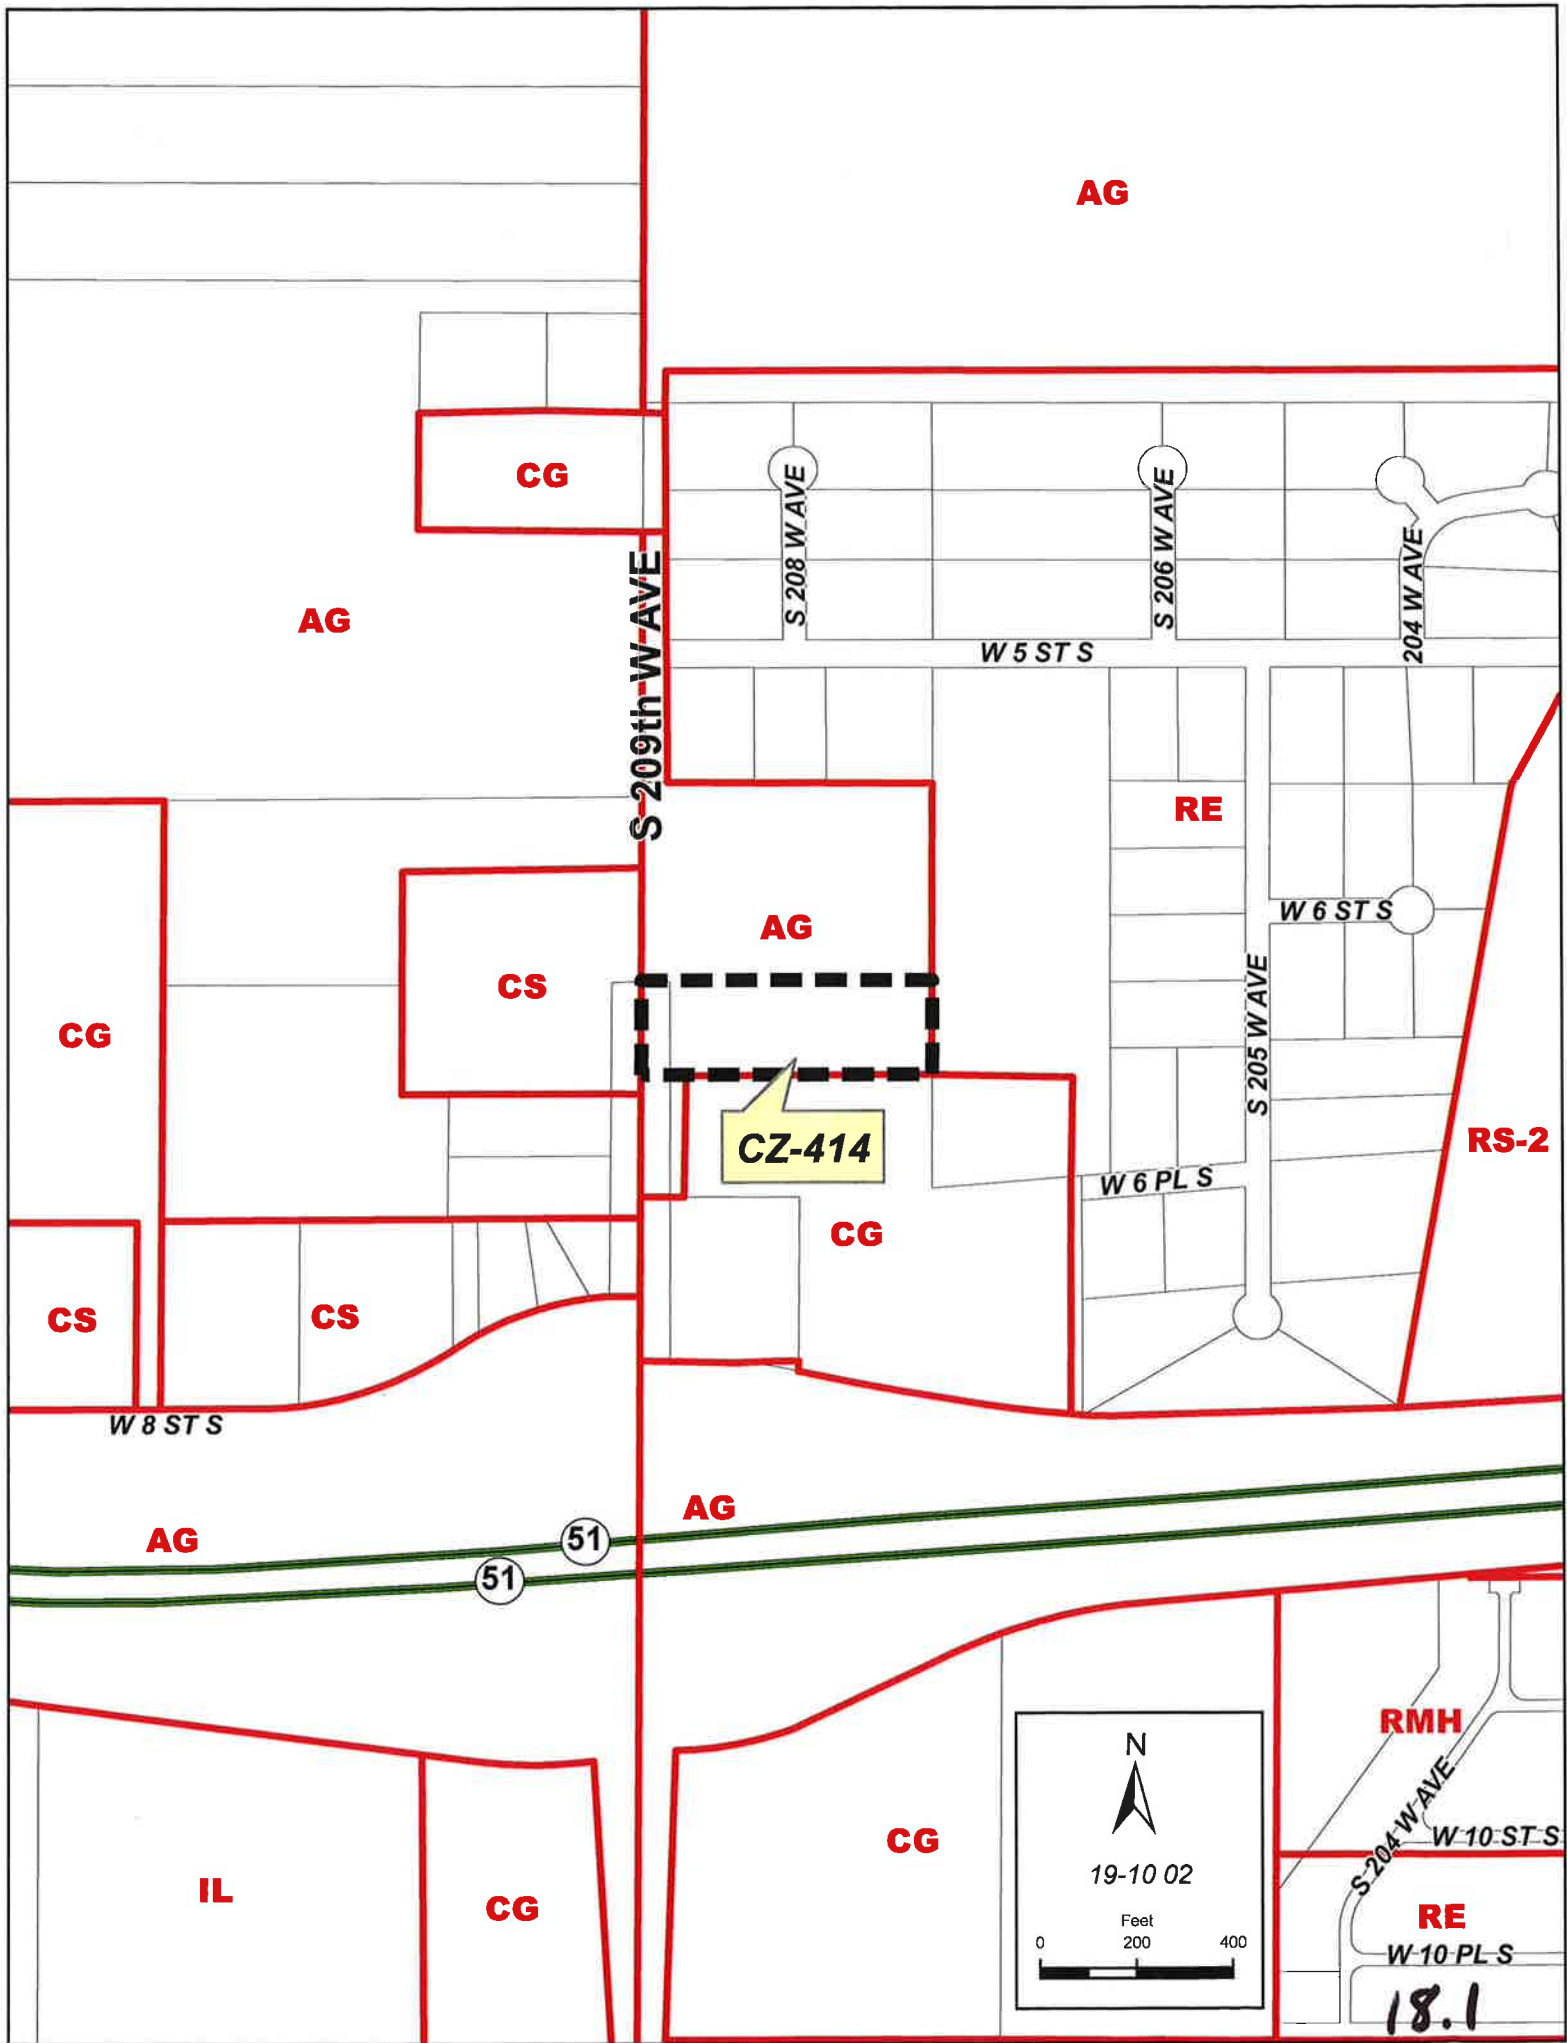 AG
CG
S 208 W AVE
S 206 W AVE
204 W AVE
AG
S 209th W AVE
W 5 ST S
RE
AG
W 6 ST S
CS
CG
S 205 W AVE
CZ-414
RS-2
W 6 PL S
CG
CS
CS
W 8 ST S
AG
51
AG
51
RMH
N
S 204 W AVE
W 10 ST S
CG
19-10 02
IL
CG
RE
Feet
0 200 400
W 10 PL S
18.1